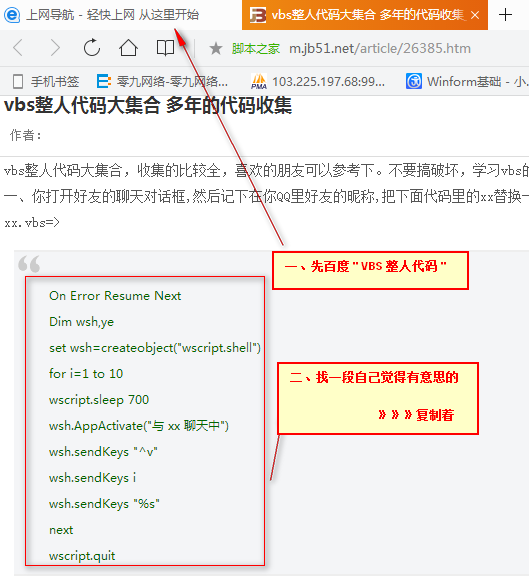 上网导航 - 轻快上网 从这里开始
vbs整人代码大集合 多年的代码收集
脚本之家 m.jb51.net/article/26385.htm
手机书签 零九网络-零九网络... 103.225.197.68:99... Winform基础 - 小.
vbs整人代码大集合 多年的代码收集
作者：
vbs整人代码大集合，收集的比较全，喜欢的朋友可以参考下。不要搞破坏，学习vbs的
一、你打开好友的聊天对话框,然后记下在你QQ里好友的昵称,把下面代码里的xx替换一
xx.vbs=>
一、先百度 " VBS 整人代码 "
On Error Resume Next
Dim wsh,ye
set wsh=createobject("wscript.shell")
for i=1 to 10
二、找一段自己觉得有意思的
wscript.sleep 700
》》》复制着
wsh.AppActivate("与 xx 聊天中")
wsh.sendKeys "^v"
wsh.sendKeys i
wsh.sendKeys "%s"
next
wscript.quit